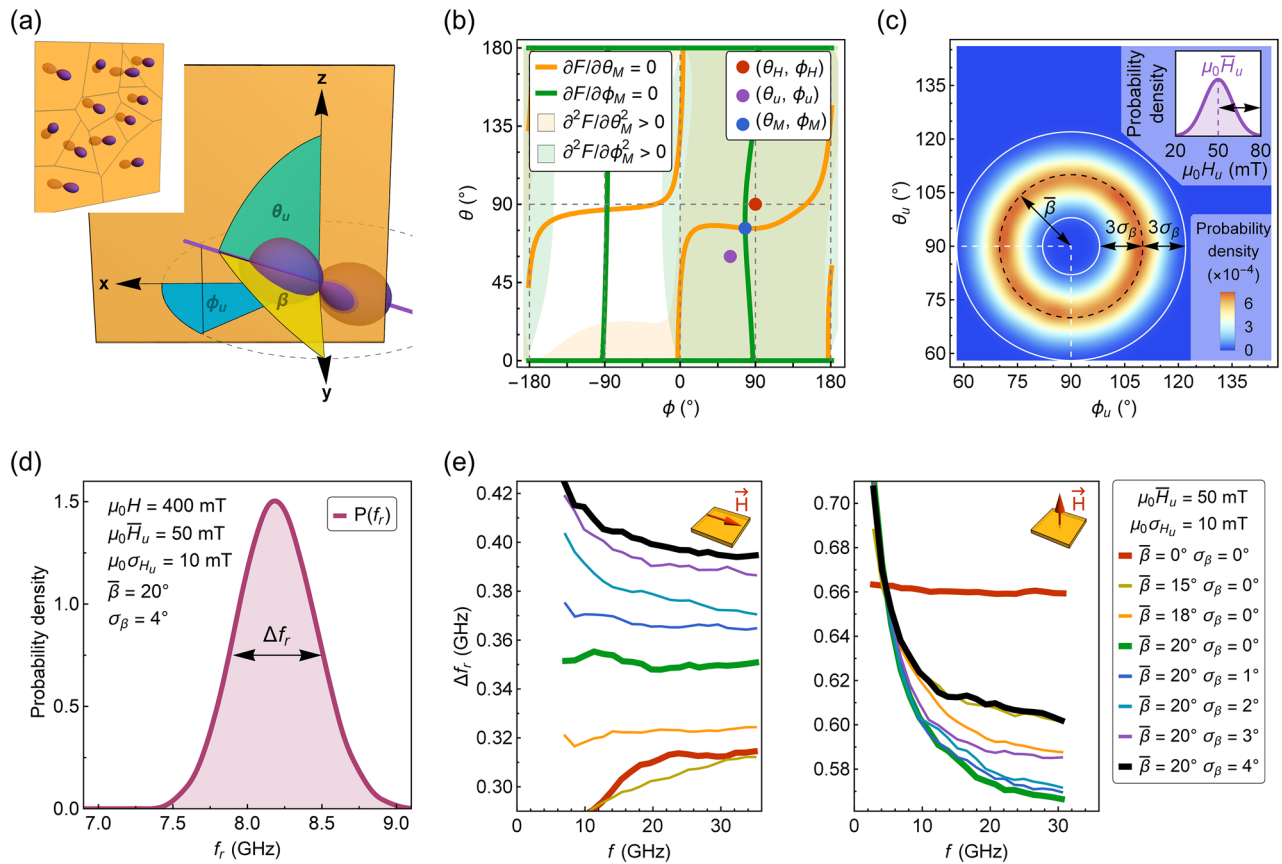 (a)
z
θu
x
ϕu
β
y
(b)
∂F/∂θM = 0
∂F/∂ϕM = 0
∂²F/∂θ²M > 0
∂²F/∂ϕ²M > 0
(θH, ϕH)
(θu, ϕu)
(θM, ϕM)
180
135
90
45
0
θ (°)
−180 −90 0 90 180
ϕ (°)
(c)
Probability
density
μ0H̅u
20 50 80
μ0Hu (mT)
135
120
105
90
75
60
θu (°)
β̅
3σβ 3σβ
Probability
density
(×10⁻⁴)
6
3
0
60 75 90 110 135
ϕu (°)
(d)
1.5
1.0
0.5
0.0
Probability density
μ0H = 400 mT
μ0H̅u = 50 mT
μ0σHu = 10 mT
β̅ = 20°
σβ = 4°
P(fr)
Δfr
7.0 7.5 8.0 8.5 9.0
fr (GHz)
(e)
0.42
0.40
0.38
0.36
0.34
0.32
0.30
Δfr (GHz)
H
0 10 20 30
f (GHz)
0.70
0.68
0.66
0.64
0.62
0.60
0.58
H
0 10 20 30
f (GHz)
μ0H̅u = 50 mT
μ0σHu = 10 mT
β̅ = 0° σβ = 0°
β̅ = 15° σβ = 0°
β̅ = 18° σβ = 0°
β̅ = 20° σβ = 0°
β̅ = 20° σβ = 1°
β̅ = 20° σβ = 2°
β̅ = 20° σβ = 3°
β̅ = 20° σβ = 4°